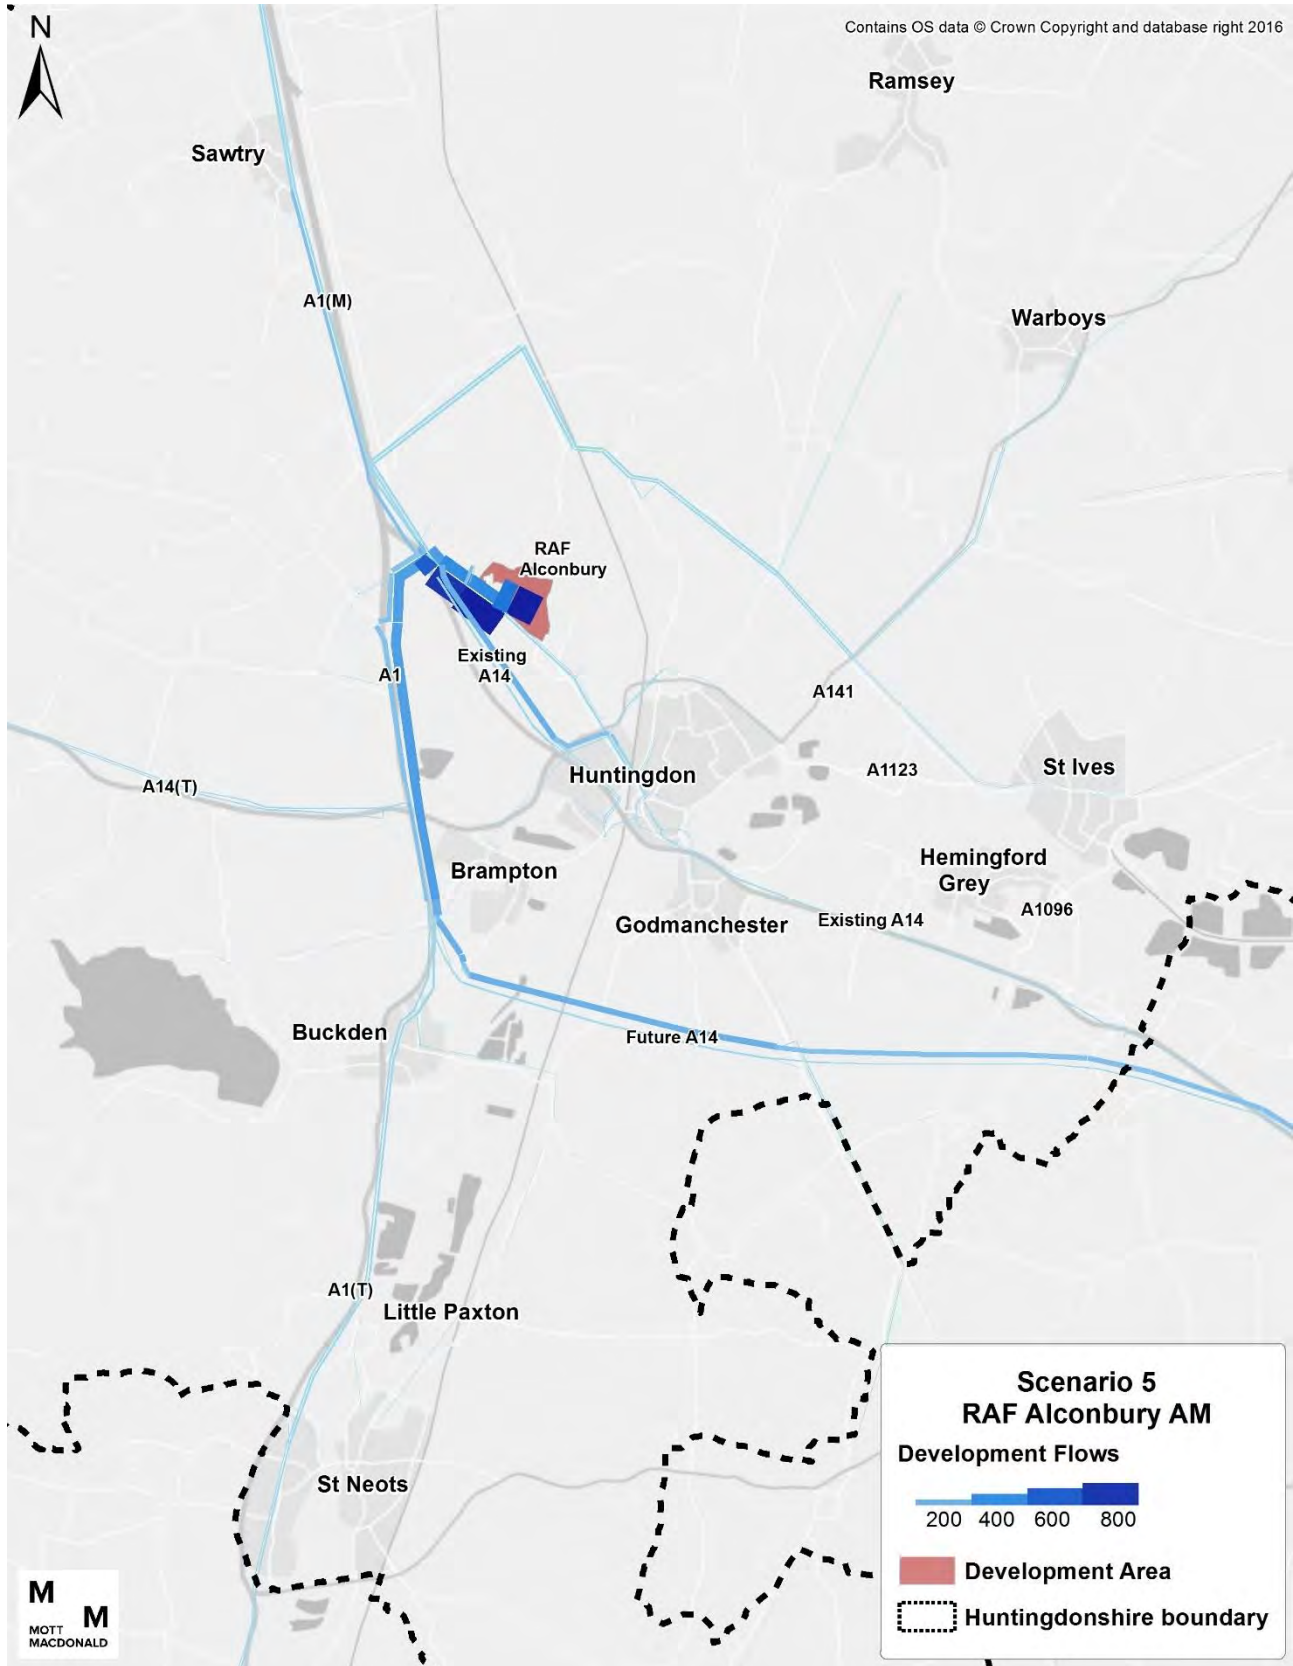 N
Contains OS data © Crown Copyright and database right 2016
Ramsey
Sawtry
A1(M)
Warboys
RAF
Alconbury
Existing
A14
A1
A141
Huntingdon
A1123
St Ives
A14(T)
Brampton
Hemingford
Grey
A1096
Godmanchester
Existing A14
Buckden
Future A14
A1(T)
Little Paxton
St Neots
Scenario 5
RAF Alconbury AM
Development Flows
200 400 600 800
Development Area
Huntingdonshire boundary
M
M
MOTT
MACDONALD